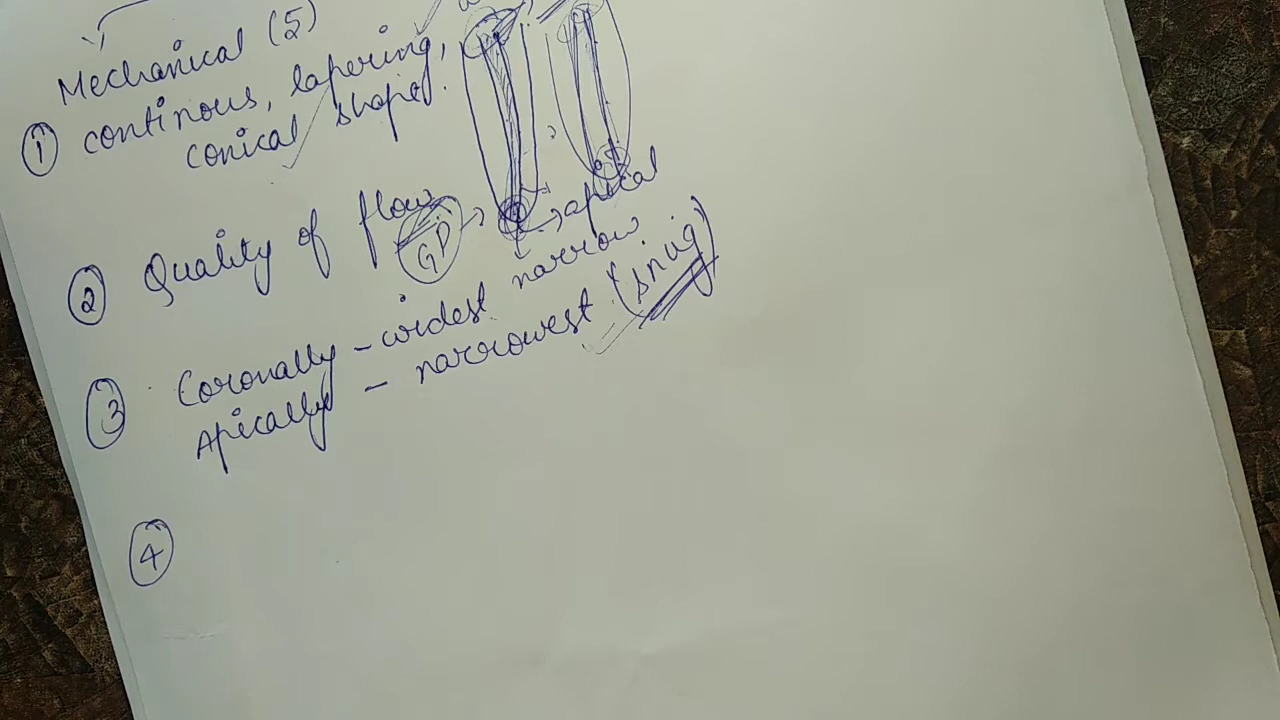 Mechanical (5)
① continous, tapering,
conical shape.
② Quality of flow
GP
apical
③ Coronally - widest narrow
Apically - narrowest (snug)
④